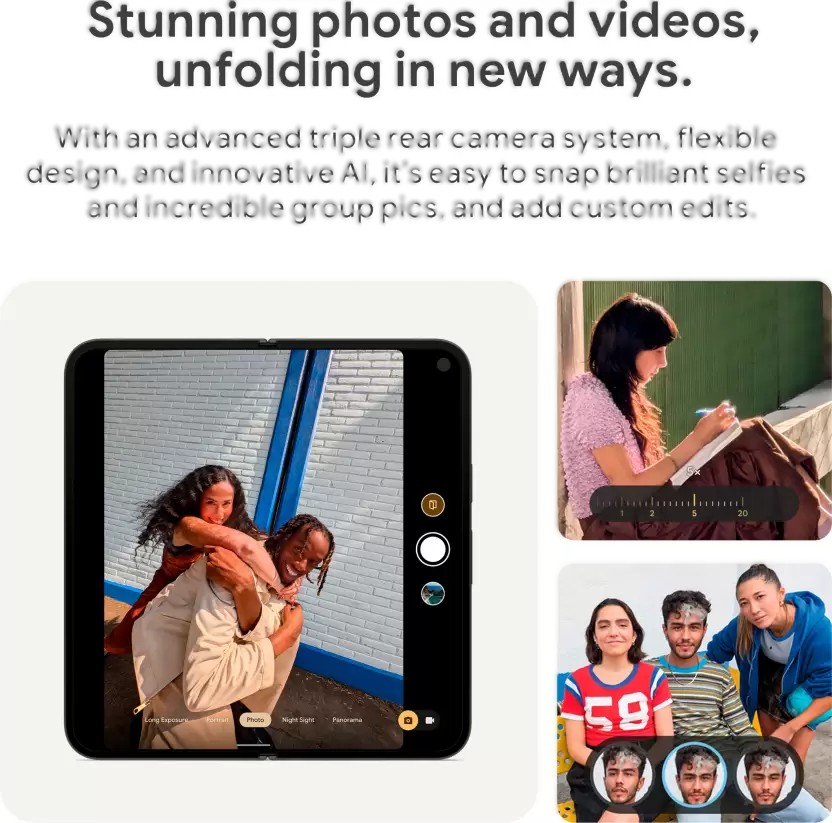 Stunning photos and videos,
unfolding in new ways.
With an advanced triple rear camera system, flexible
design, and innovative AI, it's easy to snap brilliant selfies
and incredible group pics, and add custom edits.
5x
1 2 5 20
Long Exposure Portrait Photo Night Sight Panorama
58